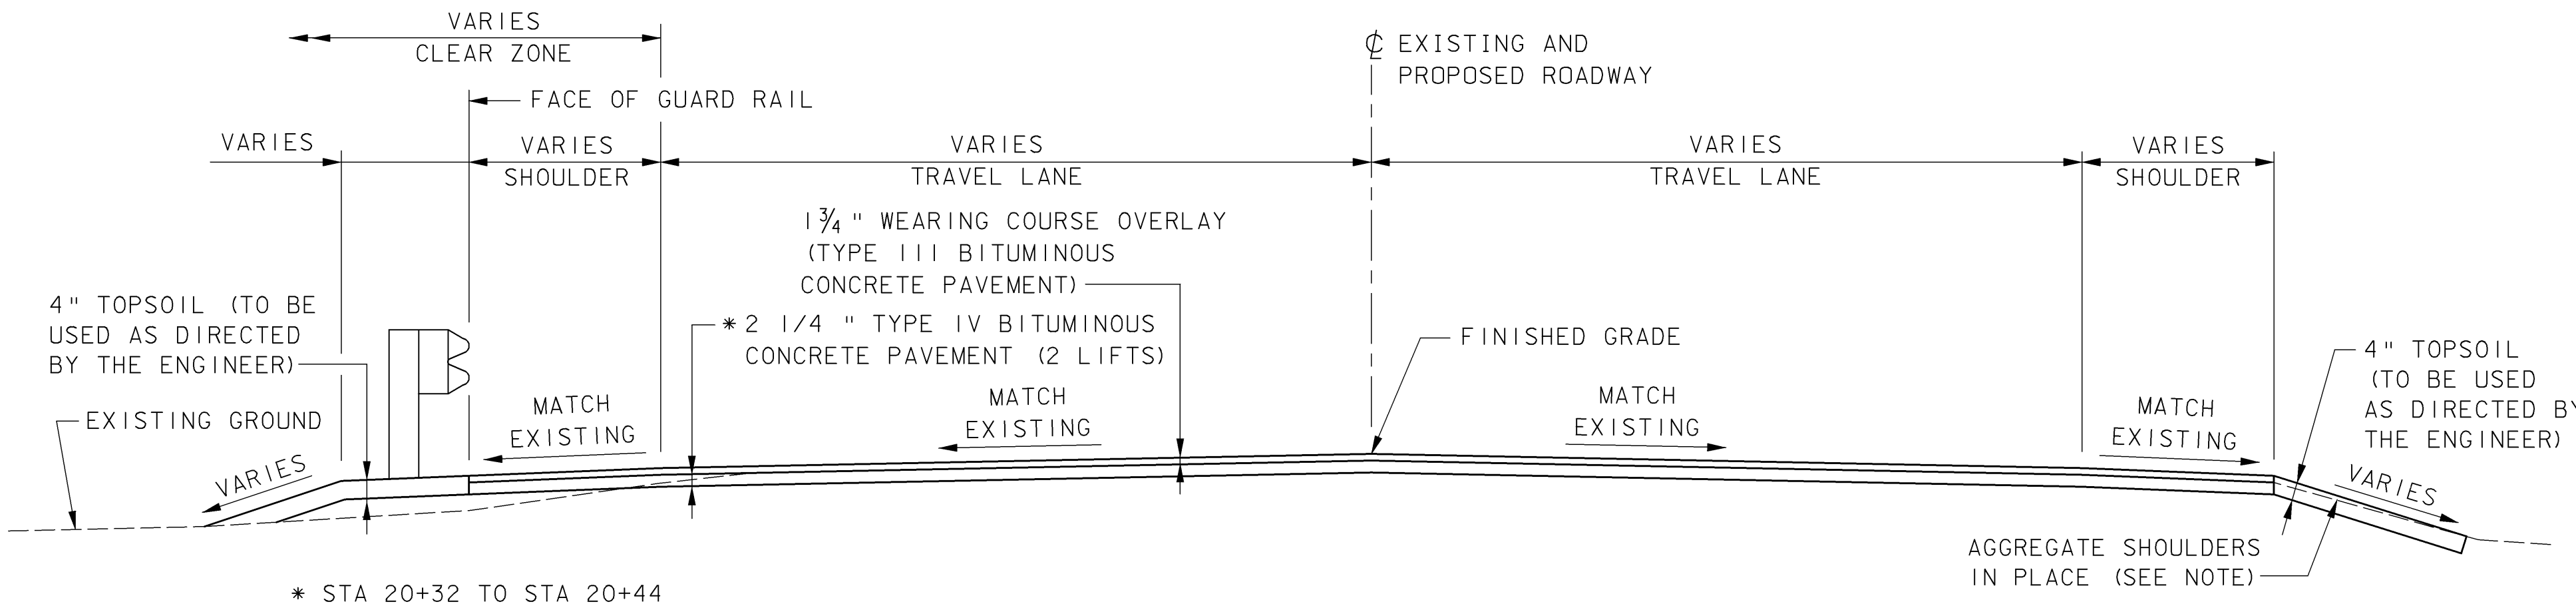 VARIES
CLEAR ZONE
℄ EXISTING AND
PROPOSED ROADWAY
FACE OF GUARD RAIL
VARIES
VARIES
SHOULDER
VARIES
TRAVEL LANE
VARIES
TRAVEL LANE
VARIES
SHOULDER
1 3/4 " WEARING COURSE OVERLAY
(TYPE III BITUMINOUS
CONCRETE PAVEMENT)
4" TOPSOIL (TO BE
USED AS DIRECTED
BY THE ENGINEER)
* 2 1/4 " TYPE IV BITUMINOUS
CONCRETE PAVEMENT (2 LIFTS)
FINISHED GRADE
4" TOPSOIL
(TO BE USED
AS DIRECTED BY
THE ENGINEER)
EXISTING GROUND
MATCH
EXISTING
MATCH
EXISTING
MATCH
EXISTING
MATCH
EXISTING
VARIES
VARIES
AGGREGATE SHOULDERS
IN PLACE (SEE NOTE)
* STA 20+32 TO STA 20+44